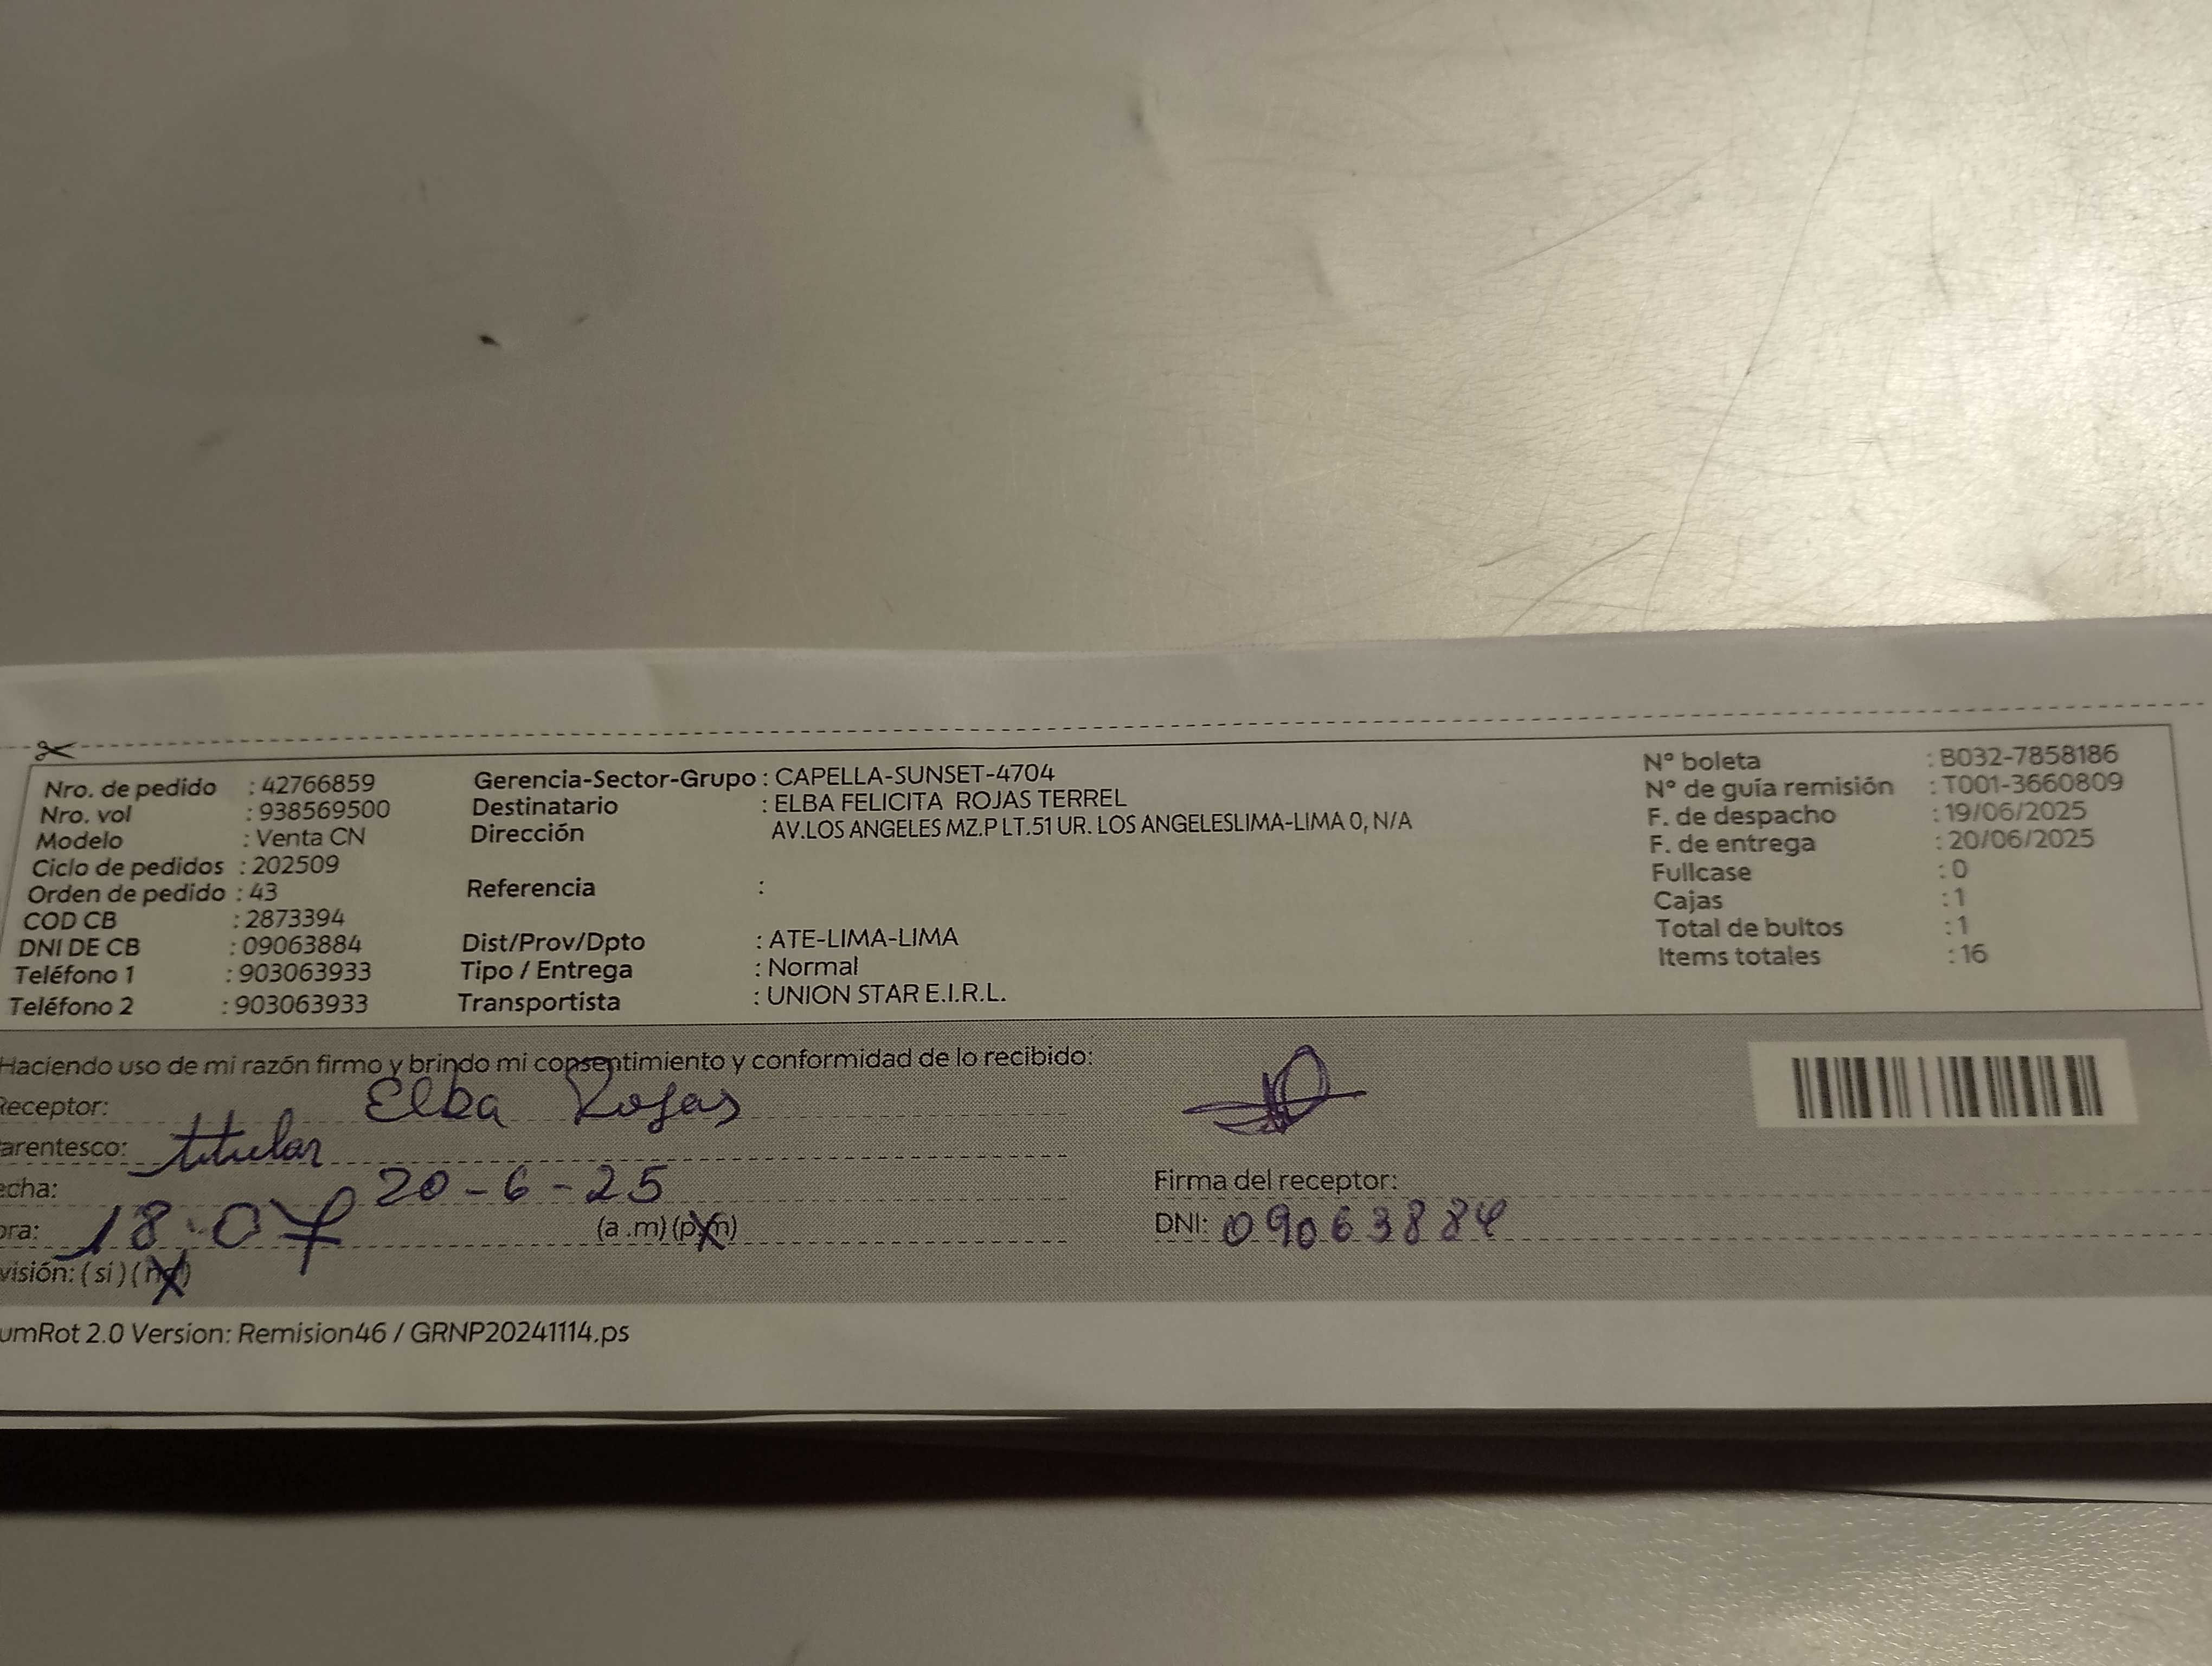 Nro. de pedido : 42766859
Nro. vol : 938569500
Modelo : Venta CN
Ciclo de pedidos : 202509
Orden de pedido : 43
COD CB : 2873394
DNI DE CB : 09063884
Teléfono 1 : 903063933
Teléfono 2 : 903063933
Gerencia-Sector-Grupo : CAPELLA-SUNSET-4704
Destinatario : ELBA FELICITA ROJAS TERREL
Dirección AV.LOS ANGELES MZ.P LT.51 UR. LOS ANGELESLIMA-LIMA 0, N/A
Referencia :
Dist/Prov/Dpto : ATE-LIMA-LIMA
Tipo / Entrega : Normal
Transportista : UNION STAR E.I.R.L.
N° boleta : B032-7858186
N° de guía remisión : T001-3660809
F. de despacho : 19/06/2025
F. de entrega : 20/06/2025
Fullcase : 0
Cajas : 1
Total de bultos : 1
Items totales : 16
Haciendo uso de mi razón firmo y brindo mi consentimiento y conformidad de lo recibido:
Receptor: Elba Rojas
arentesco: titular
echa: 20-6-25
ora: 18:07 (a .m) (p.m)
visión: (si) (no)
Firma del receptor:
DNI: 09063884
umRot 2.0 Version: Remision46 / GRNP20241114.ps